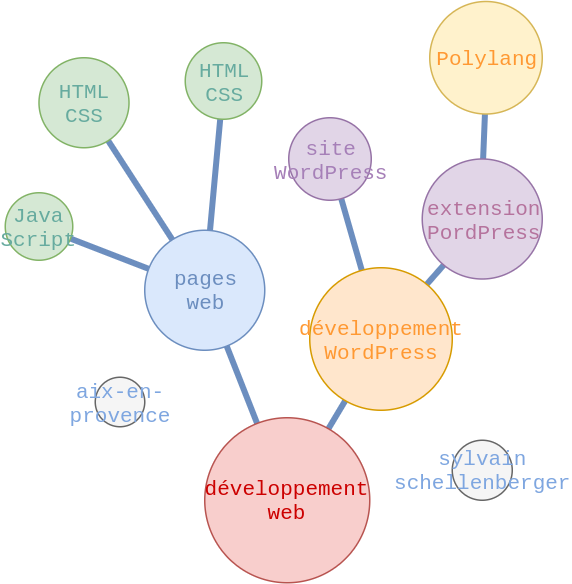 Polylang
HTML
CSS
HTML
CSS
site
WordPress
Java
Script
extension
PordPress
pages
web
développement
WordPress
aix-en-
provence
sylvain
schellenberger
développement
web